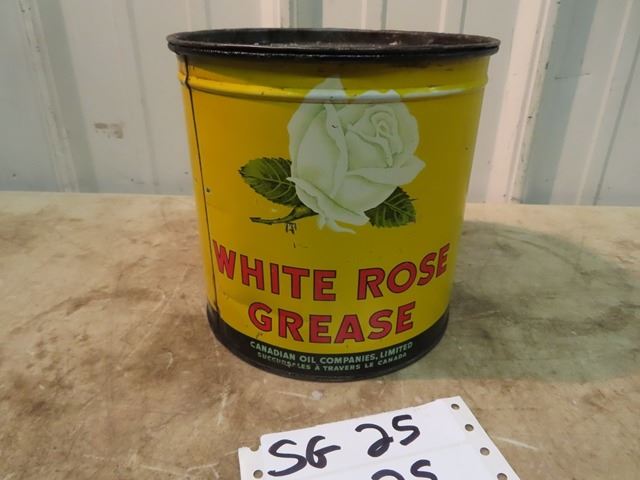 WHITE ROSE
GREASE
CANADIAN OIL COMPANIES, LIMITED
SUCCURSALES À TRAVERS LE CANADA
SG 25